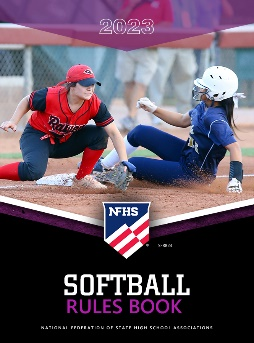 2023
NFHS
SOFTBALL
RULES BOOK
NATIONAL FEDERATION OF STATE HIGH SCHOOL ASSOCIATIONS